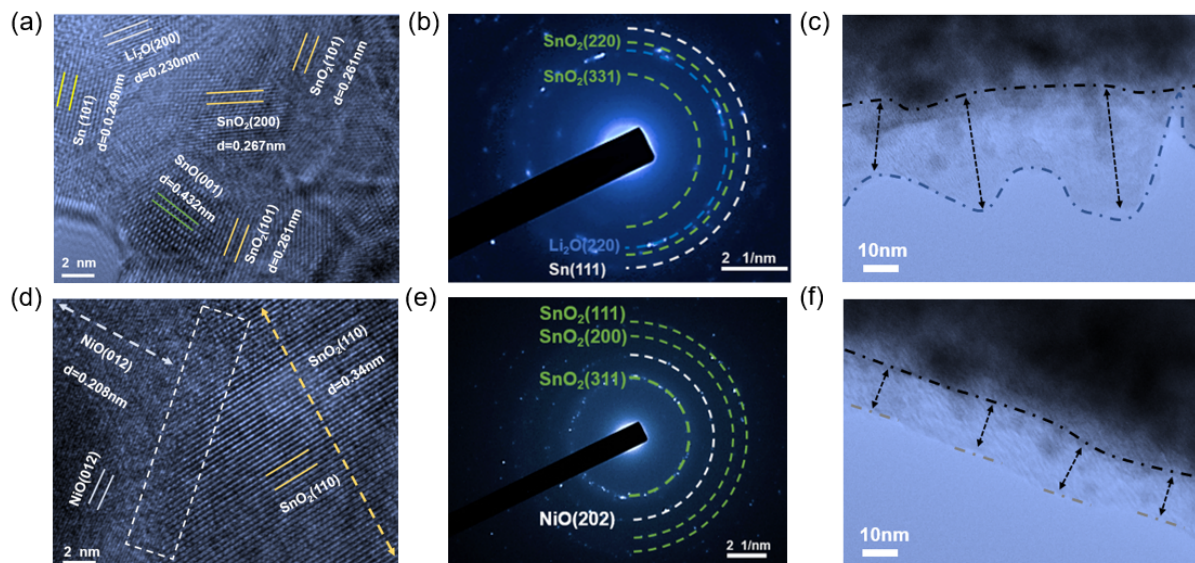 (a)
Li₂O(200)
d=0.230nm
SnO₂(101)
d=0.261nm
Sn (101)
d=0.0.249nm
SnO₂(200)
d=0.267nm
SnO(001)
d=0.432nm
SnO₂(101)
d=0.261nm
2 nm
(b)
SnO₂(220)
SnO₂(331)
Li₂O(220)
Sn(111)
2 1/nm
(c)
10nm
(d)
NiO(012)
d=0.208nm
SnO₂(110)
d=0.34nm
NiO(012)
SnO₂(110)
2 nm
(e)
SnO₂(111)
SnO₂(200)
SnO₂(311)
NiO(202)
2 1/nm
(f)
10nm